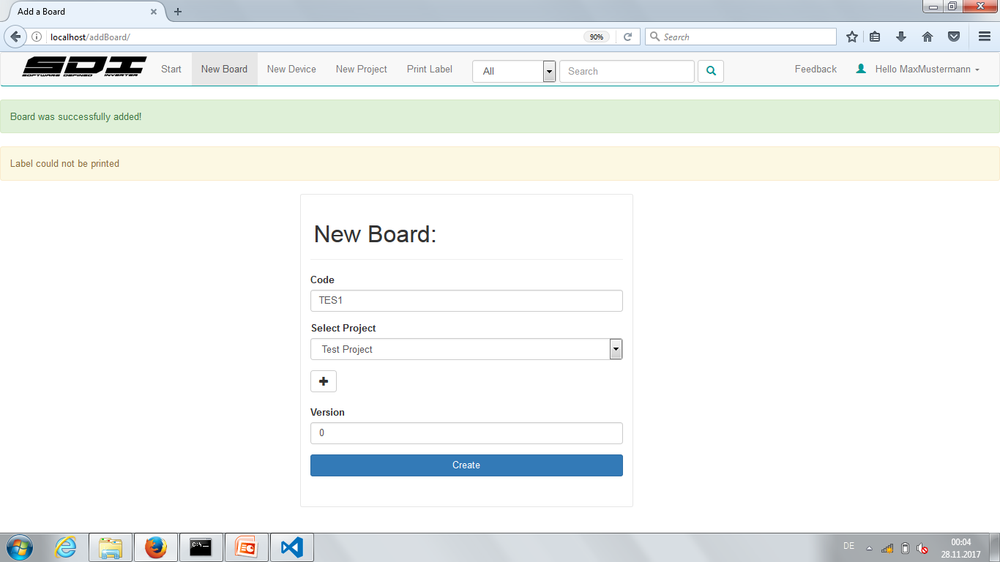 Add a Board
localhost/addBoard/
90%
Search
SDI
SOFTWARE DEFINED INVERTER
Start
New Board
New Device
New Project
Print Label
All
Search
Feedback
Hello MaxMustermann
Board was successfully added!
Label could not be printed
New Board:
Code
TES1
Select Project
Test Project
Version
0
Create
C:\_
DE
00:04
28.11.2017